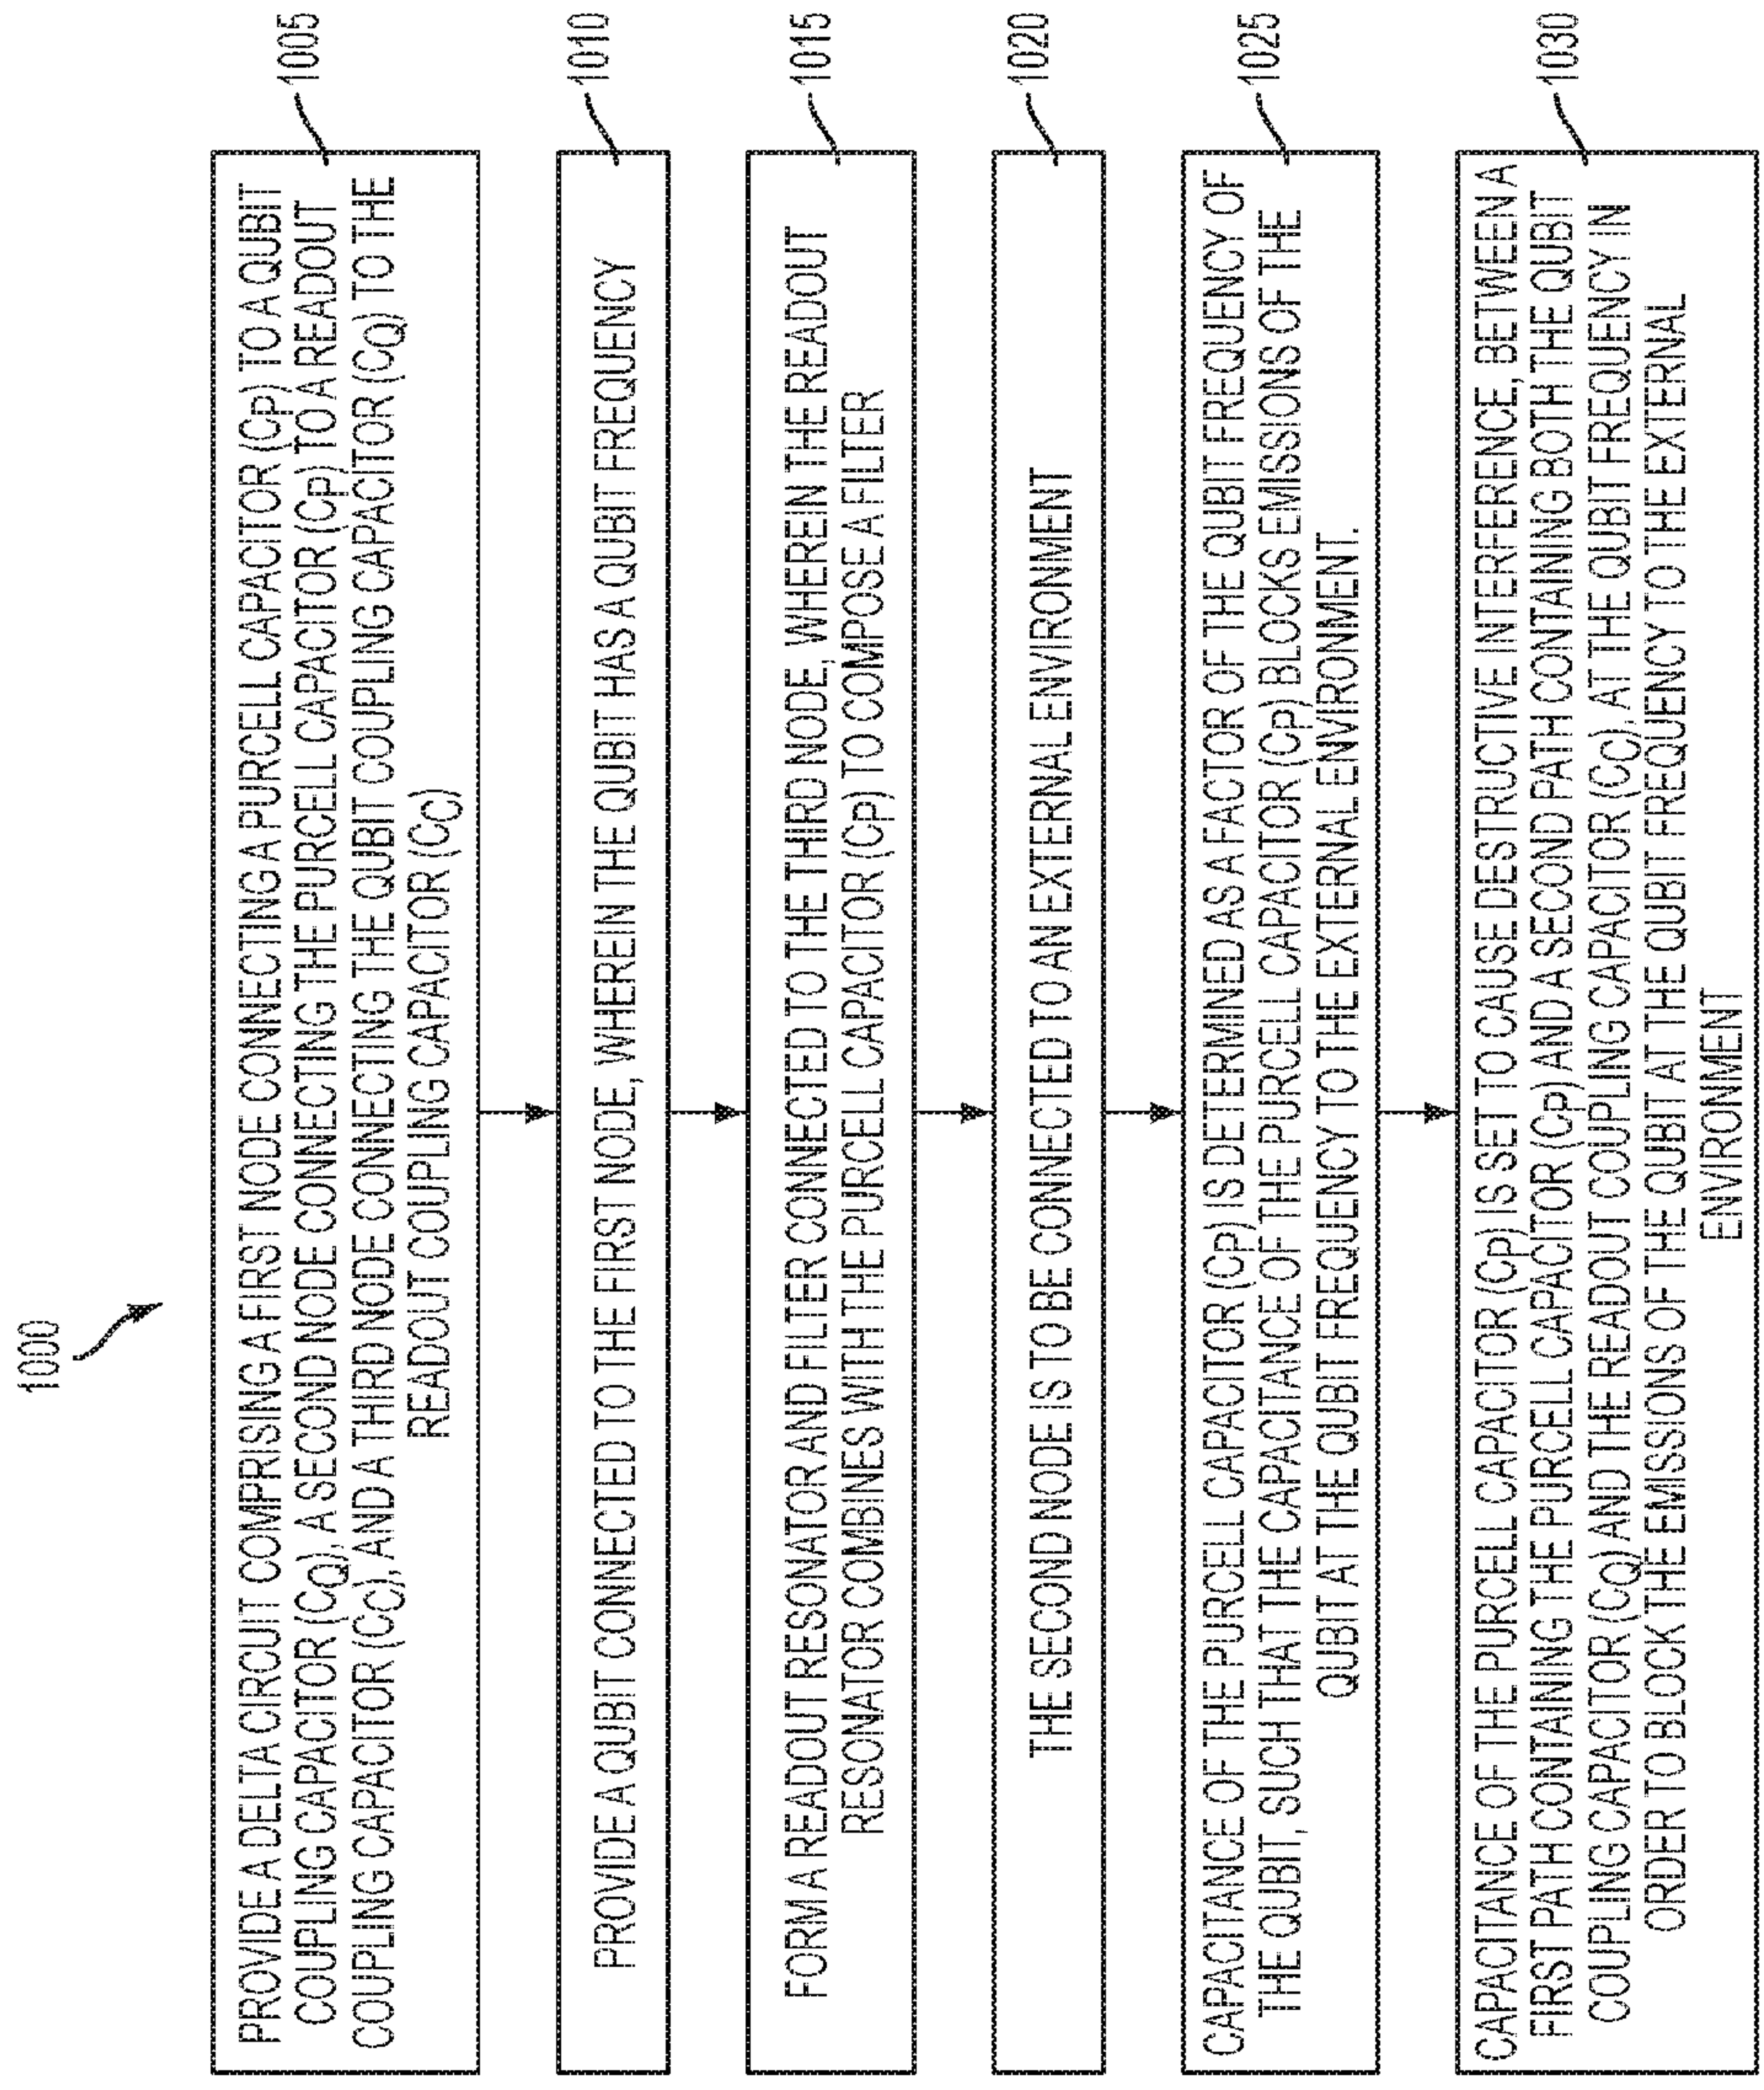 1000
PROVIDE A DELTA CIRCUIT COMPRISING A FIRST NODE CONNECTING A PURCELL CAPACITOR (CP) TO A QUBIT
COUPLING CAPACITOR (CQ), A SECOND NODE CONNECTING THE PURCELL CAPACITOR (CP) TO A READOUT
COUPLING CAPACITOR (CC), AND A THIRD NODE CONNECTING THE QUBIT COUPLING CAPACITOR (CQ) TO THE
READOUT COUPLING CAPACITOR (CC)
1005
PROVIDE A QUBIT CONNECTED TO THE FIRST NODE, WHEREIN THE QUBIT HAS A QUBIT FREQUENCY
1010
FORM A READOUT RESONATOR AND FILTER CONNECTED TO THE THIRD NODE, WHEREIN THE READOUT
RESONATOR COMBINES WITH THE PURCELL CAPACITOR (CP) TO COMPOSE A FILTER
1015
THE SECOND NODE IS TO BE CONNECTED TO AN EXTERNAL ENVIRONMENT
1020
CAPACITANCE OF THE PURCELL CAPACITOR (CP) IS DETERMINED AS A FACTOR OF THE QUBIT FREQUENCY OF
THE QUBIT, SUCH THAT THE CAPACITANCE OF THE PURCELL CAPACITOR (CP) BLOCKS EMISSIONS OF THE
QUBIT AT THE QUBIT FREQUENCY TO THE EXTERNAL ENVIRONMENT.
1025
CAPACITANCE OF THE PURCELL CAPACITOR (CP) IS SET TO CAUSE DESTRUCTIVE INTERFERENCE, BETWEEN A
FIRST PATH CONTAINING THE PURCELL CAPACITOR (CP) AND A SECOND PATH CONTAINING BOTH THE QUBIT
COUPLING CAPACITOR (CQ) AND THE READOUT COUPLING CAPACITOR (CC), AT THE QUBIT FREQUENCY IN
ORDER TO BLOCK THE EMISSIONS OF THE QUBIT AT THE QUBIT FREQUENCY TO THE EXTERNAL
ENVIRONMENT
1030